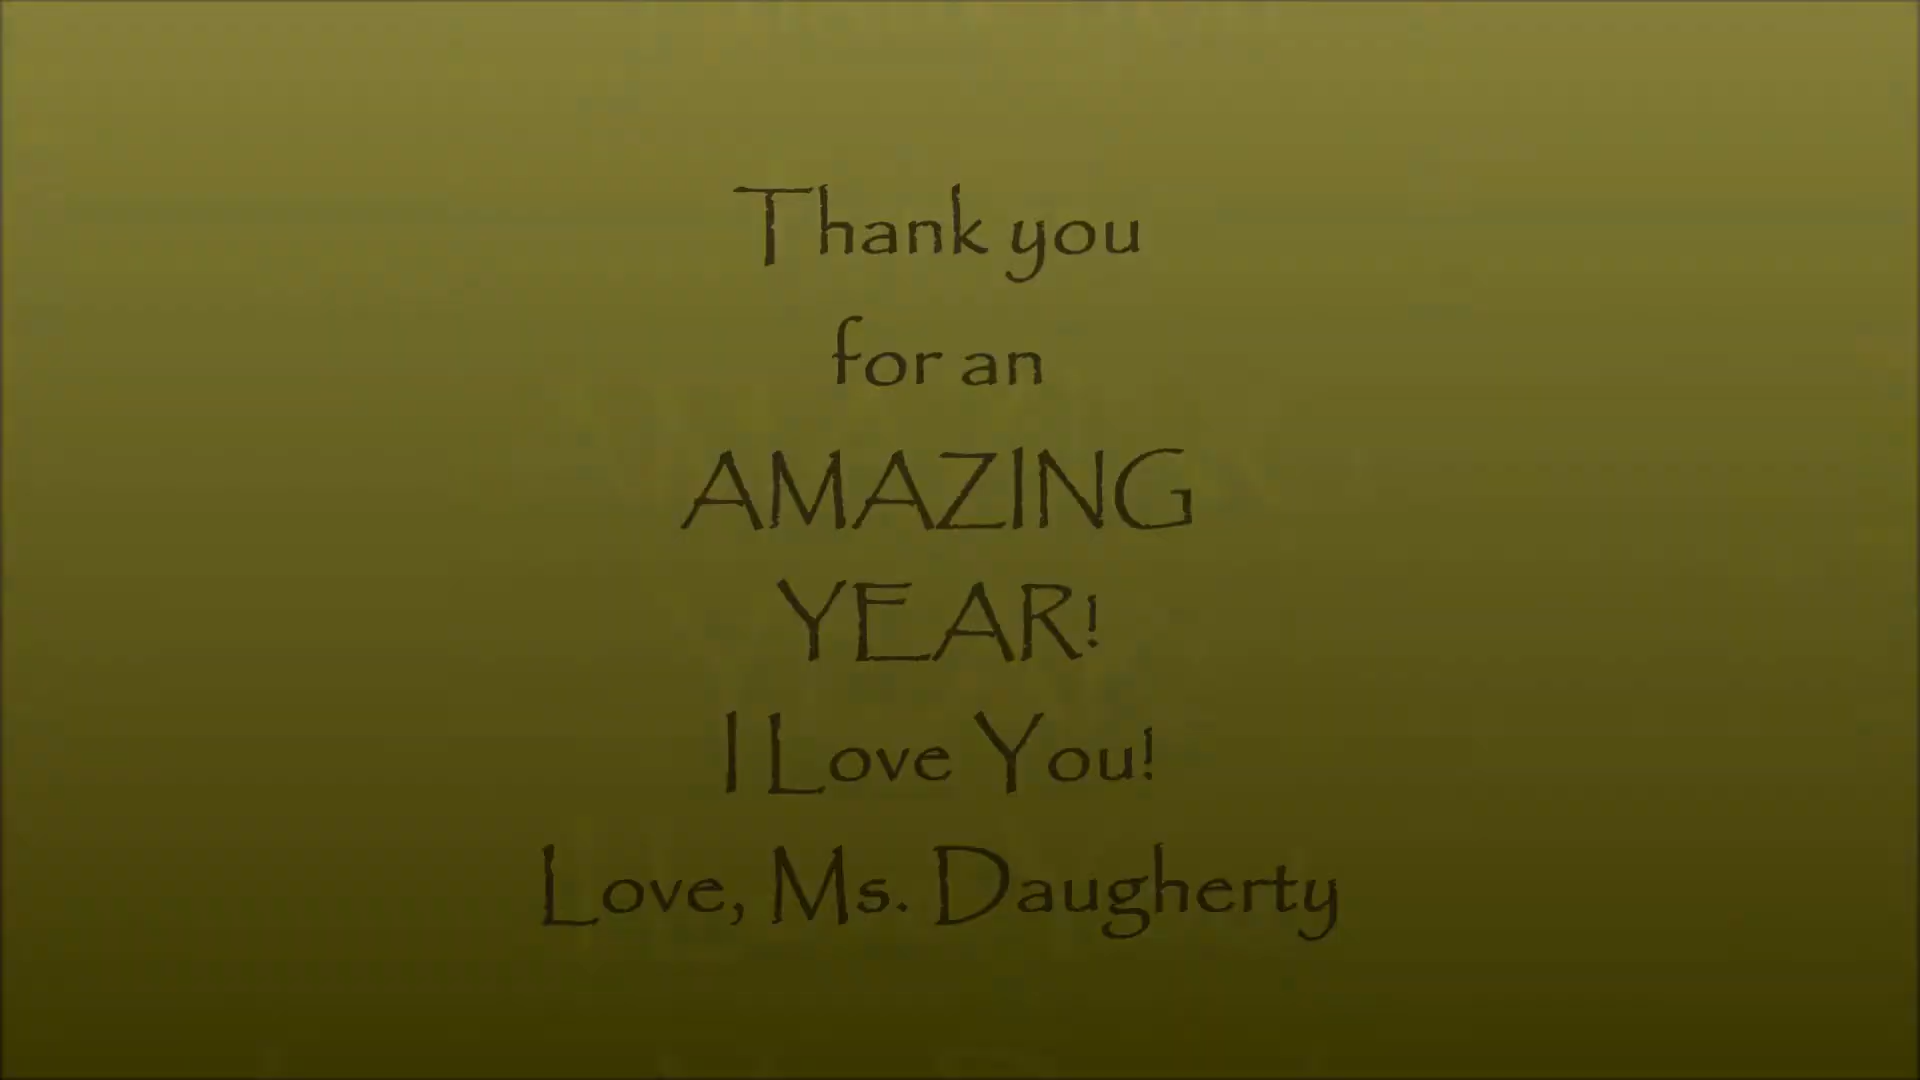 Thank you
for an
AMAZING
YEAR!
I Love You!
Love, Ms. Daugherty